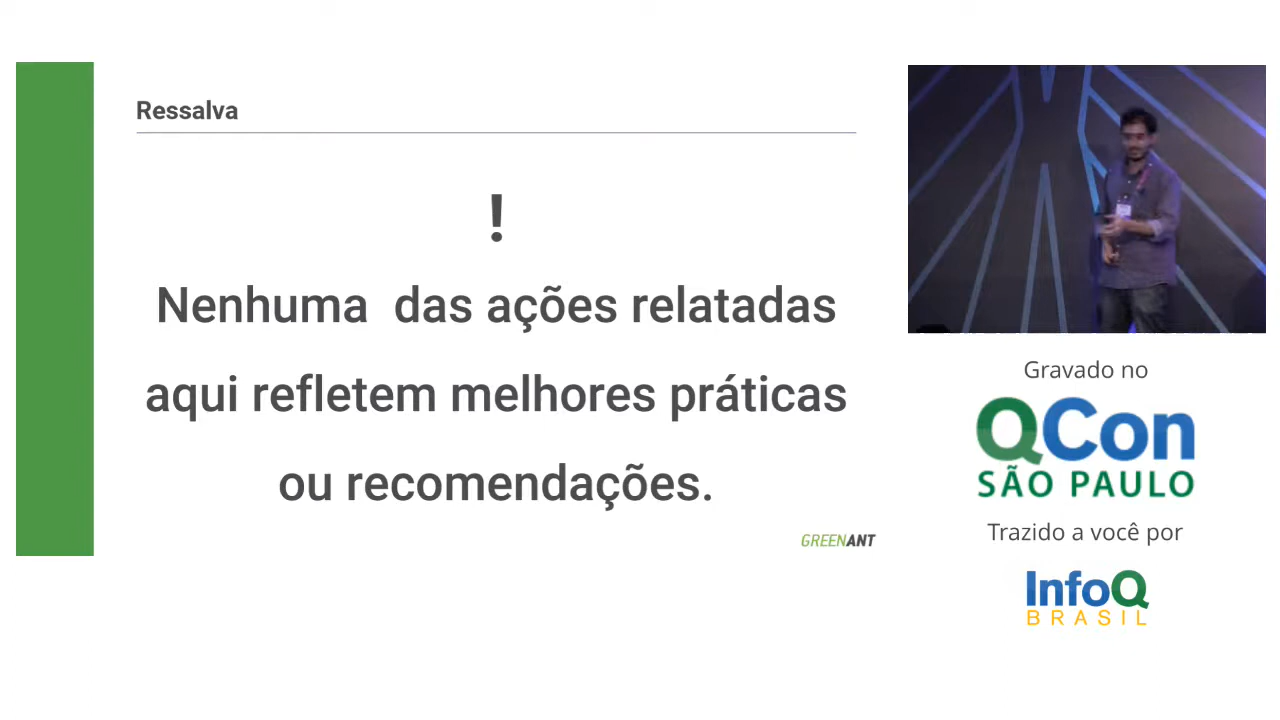 Ressalva
!
Nenhuma das ações relatadas
aqui refletem melhores práticas
ou recomendações.
GREENANT
Gravado no
QCon
SÃO PAULO
Trazido a você por
InfoQ
BRASIL